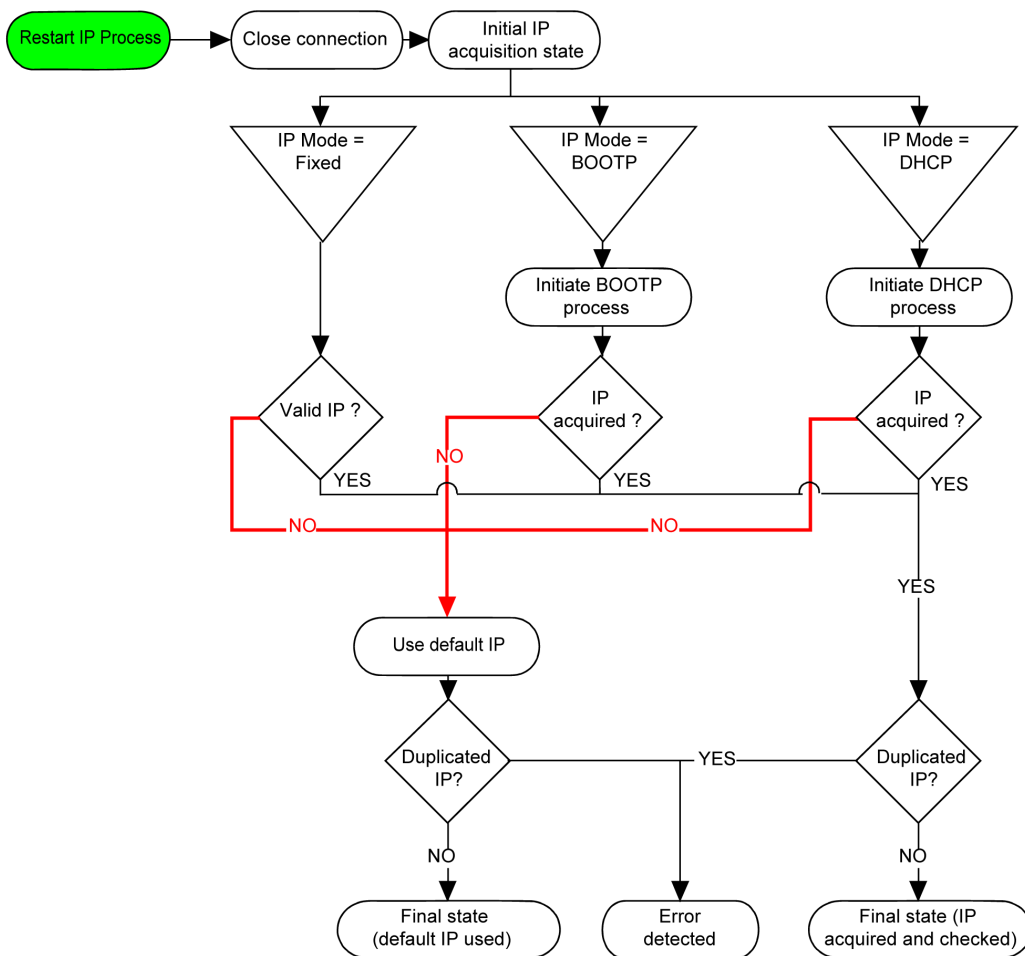 Restart IP Process
Close connection
Initial IP
acquisition state
IP Mode =
Fixed
IP Mode =
BOOTP
IP Mode =
DHCP
Initiate BOOTP
process
Initiate DHCP
process
Valid IP ?
IP
acquired ?
IP
acquired ?
NO
YES
YES
YES
NO
NO
YES
Use default IP
Duplicated
IP?
YES
Duplicated
IP?
NO
NO
Final state
(default IP used)
Error
detected
Final state (IP
acquired and checked)